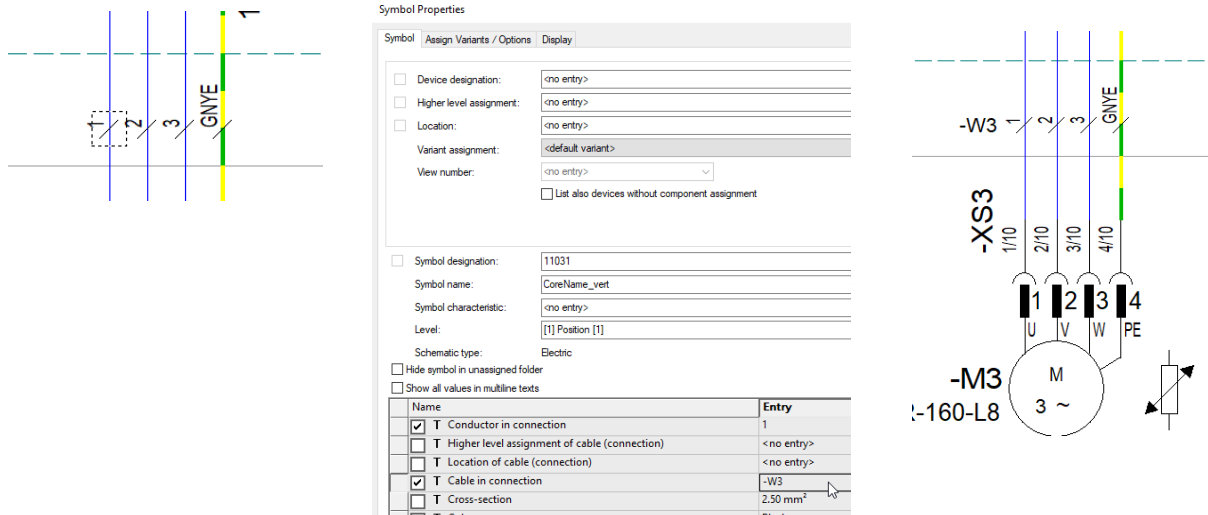 1
1
2
3
GNYE
Symbol Properties
Symbol
Assign Variants / Options
Display
Device designation:
<no entry>
Higher level assignment:
<no entry>
Location:
<no entry>
Variant assignment:
<default variant>
View number:
<no entry>
List also devices without component assignment
Symbol designation:
11031
Symbol name:
CoreName_vert
Symbol characteristic:
<no entry>
Level:
[1] Position [1]
Schematic type:
Electric
Hide symbol in unassigned folder
Show all values in multiline texts
Name
Entry
T Conductor in connection
1
T Higher level assignment of cable (connection)
<no entry>
T Location of cable (connection)
<no entry>
T Cable in connection
-W3
T Cross-section
2.50 mm²
-W3
1
2
3
GNYE
-XS3
1/10
2/10
3/10
4/10
1
2
3
4
U
V
W
PE
-M3
-160-L8
M
3 ~